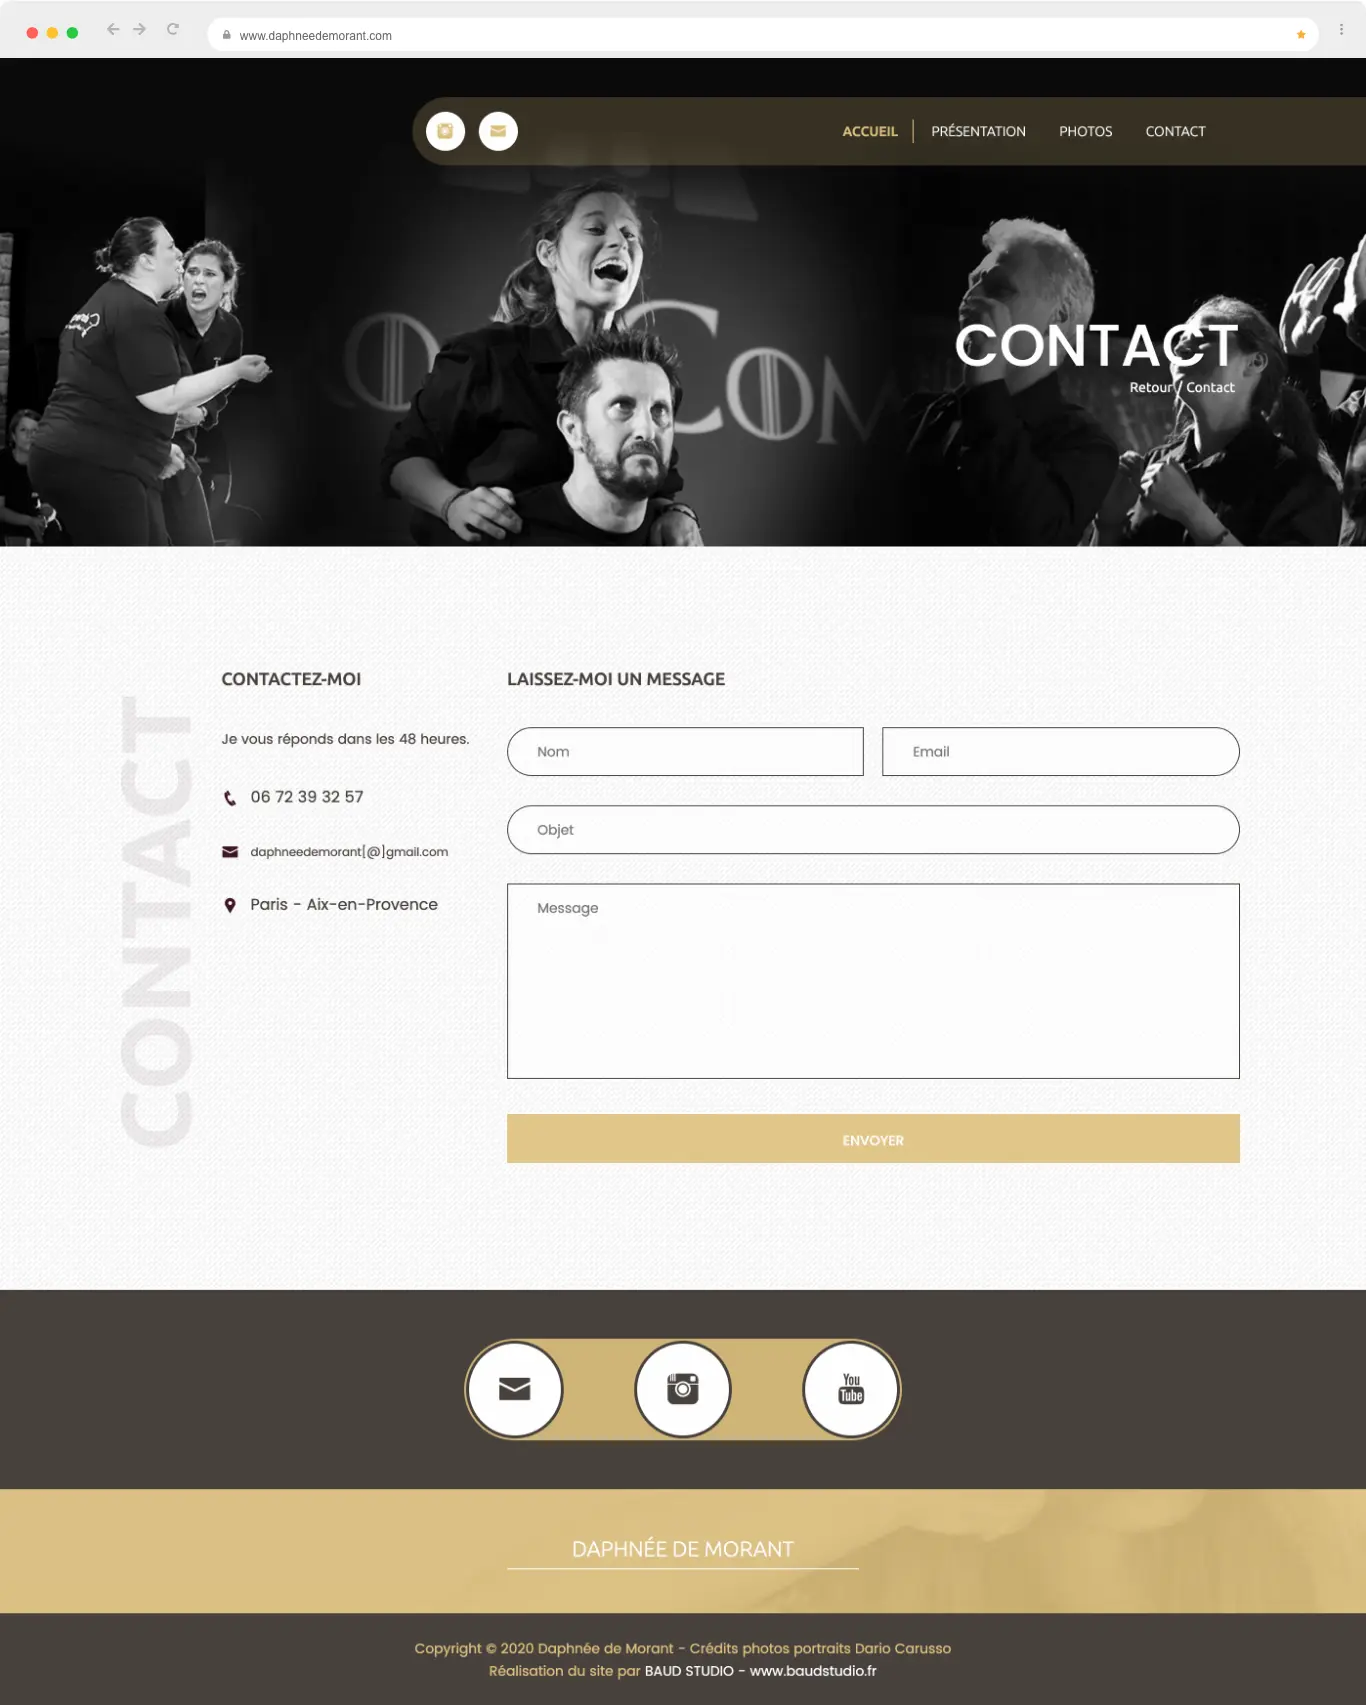 www.daphneedemorant.com
ACCUEIL PRÉSENTATION PHOTOS CONTACT
COM
CONTACT
Retour / Contact
CONTACT
CONTACTEZ-MOI
Je vous réponds dans les 48 heures.
06 72 39 32 57
daphneedemorant[@]gmail.com
Paris - Aix-en-Provence
LAISSEZ-MOI UN MESSAGE
Nom
Email
Objet
Message
ENVOYER
You
Tube
DAPHNÉE DE MORANT
Copyright © 2020 Daphnée de Morant - Crédits photos portraits Dario Carusso
Réalisation du site par BAUD STUDIO - www.baudstudio.fr